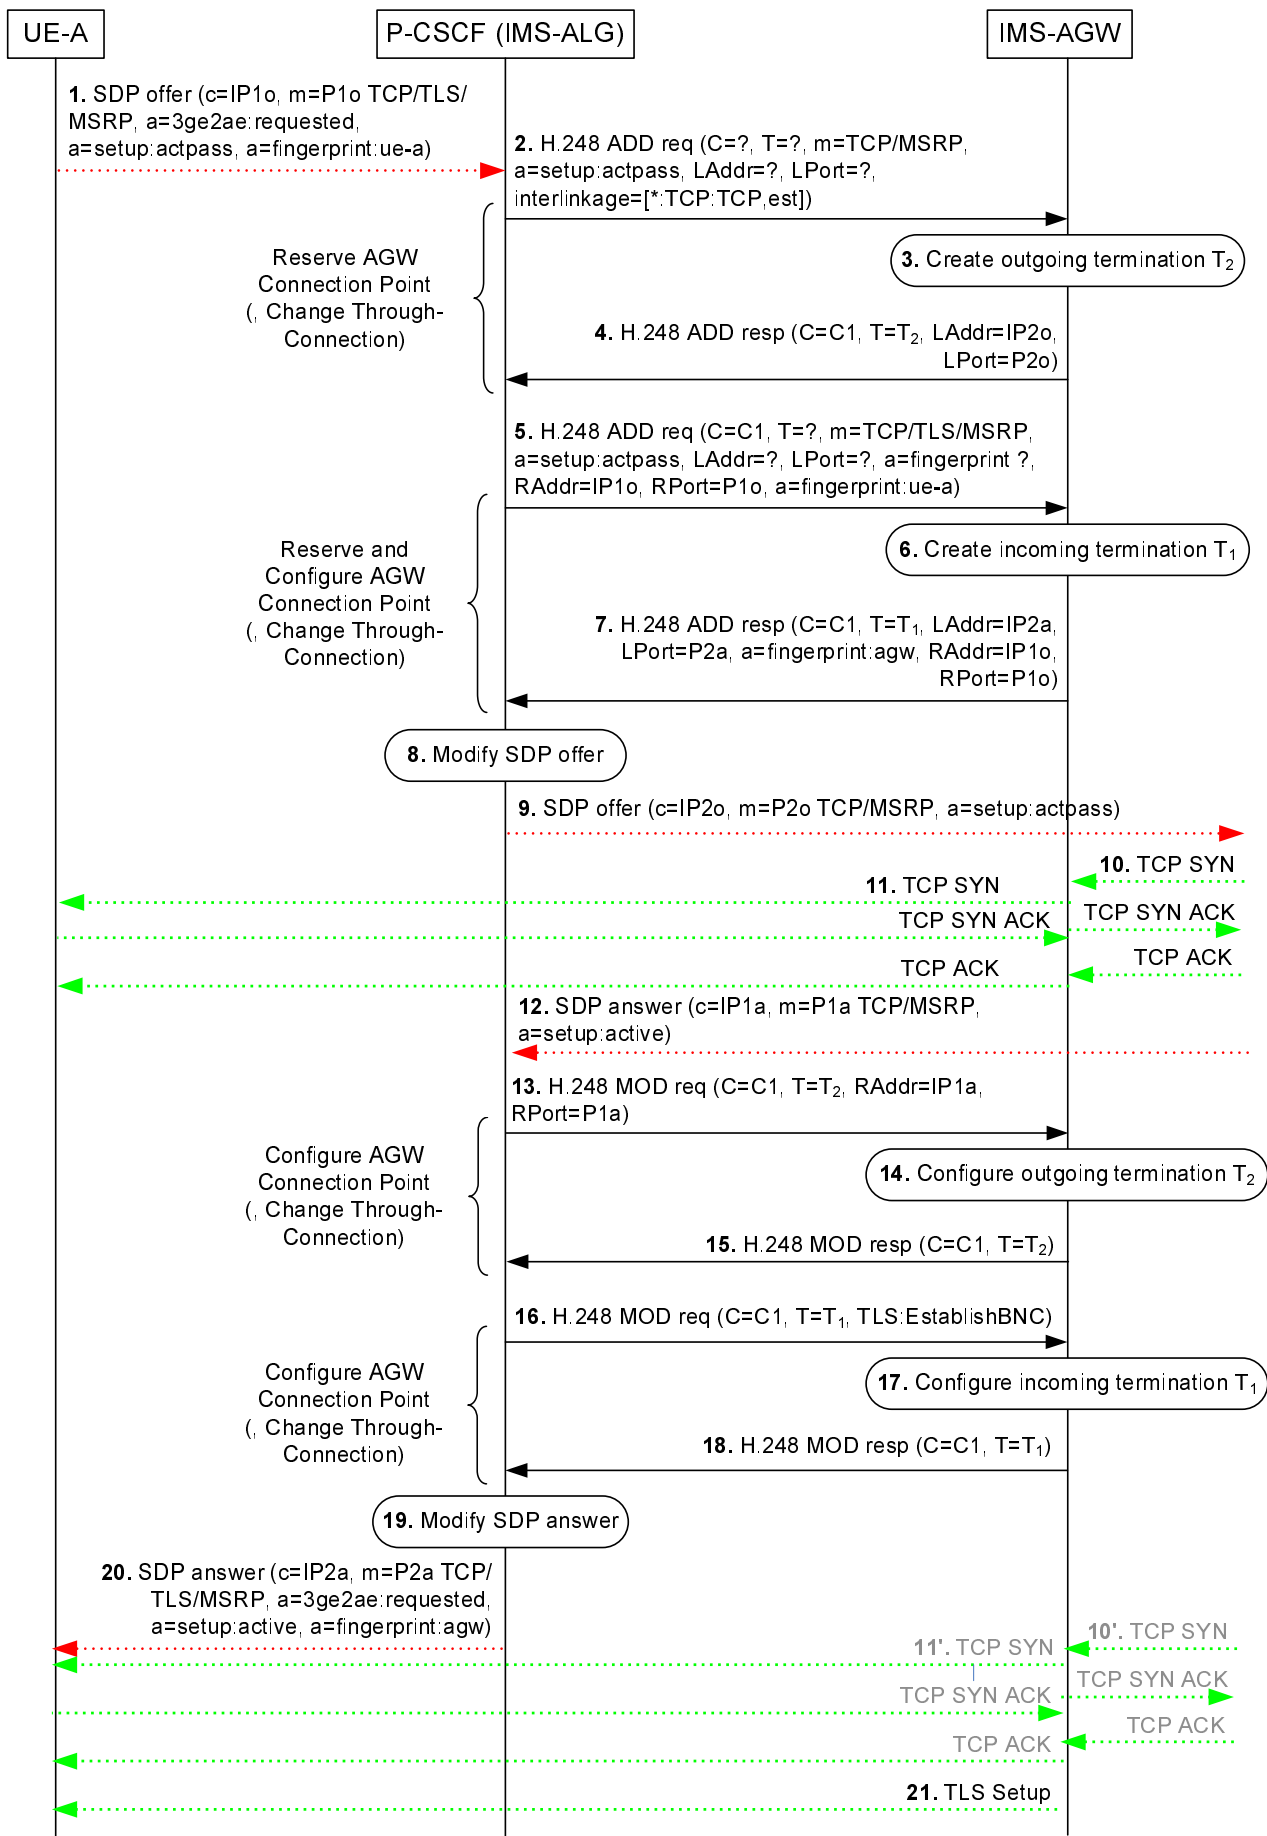 UE-A
P-CSCF (IMS-ALG)
IMS-AGW
1. SDP offer (c=IP1o, m=P1o TCP/TLS/
MSRP, a=3ge2ae:requested,
a=setup:actpass, a=fingerprint:ue-a)
2. H.248 ADD req (C=?, T=?, m=TCP/MSRP,
a=setup:actpass, LAddr=?, LPort=?,
interlinkage=[*:TCP:TCP,est])
Reserve AGW
Connection Point
(, Change Through-
Connection)
3. Create outgoing termination T2
4. H.248 ADD resp (C=C1, T=T2, LAddr=IP2o,
LPort=P2o)
5. H.248 ADD req (C=C1, T=?, m=TCP/TLS/MSRP,
a=setup:actpass, LAddr=?, LPort=?, a=fingerprint ?,
RAddr=IP1o, RPort=P1o, a=fingerprint:ue-a)
Reserve and
Configure AGW
Connection Point
(, Change Through-
Connection)
6. Create incoming termination T1
7. H.248 ADD resp (C=C1, T=T1, LAddr=IP2a,
LPort=P2a, a=fingerprint:agw, RAddr=IP1o,
RPort=P1o)
8. Modify SDP offer
9. SDP offer (c=IP2o, m=P2o TCP/MSRP, a=setup:actpass)
10. TCP SYN
11. TCP SYN
TCP SYN ACK
TCP SYN ACK
TCP ACK
TCP ACK
12. SDP answer (c=IP1a, m=P1a TCP/MSRP,
a=setup:active)
13. H.248 MOD req (C=C1, T=T2, RAddr=IP1a,
RPort=P1a)
Configure AGW
Connection Point
(, Change Through-
Connection)
14. Configure outgoing termination T2
15. H.248 MOD resp (C=C1, T=T2)
16. H.248 MOD req (C=C1, T=T1, TLS:EstablishBNC)
Configure AGW
Connection Point
(, Change Through-
Connection)
17. Configure incoming termination T1
18. H.248 MOD resp (C=C1, T=T1)
19. Modify SDP answer
20. SDP answer (c=IP2a, m=P2a TCP/
TLS/MSRP, a=3ge2ae:requested,
a=setup:active, a=fingerprint:agw)
10'. TCP SYN
11'. TCP SYN
TCP SYN ACK
TCP SYN ACK
TCP ACK
TCP ACK
21. TLS Setup